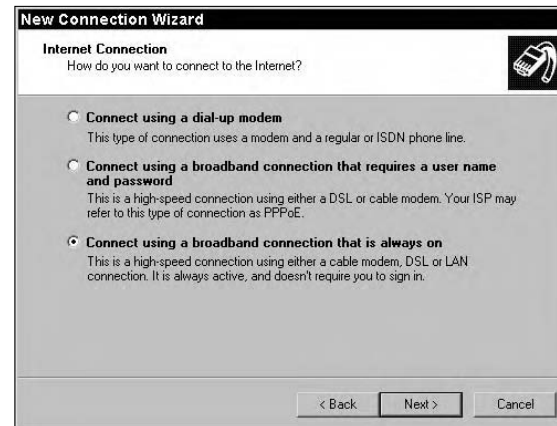 New Connection Wizard
Internet Connection
How do you want to connect to the Internet?
Connect using a dial-up modem
This type of connection uses a modem and a regular or ISDN phone line.
Connect using a broadband connection that requires a user name
and password
This is a high-speed connection using either a DSL or cable modem. Your ISP may
refer to this type of connection as PPPoE.
Connect using a broadband connection that is always on
This is a high-speed connection using either a cable modem, DSL or LAN
connection. It is always active, and doesn't require you to sign in.
< Back Next > Cancel